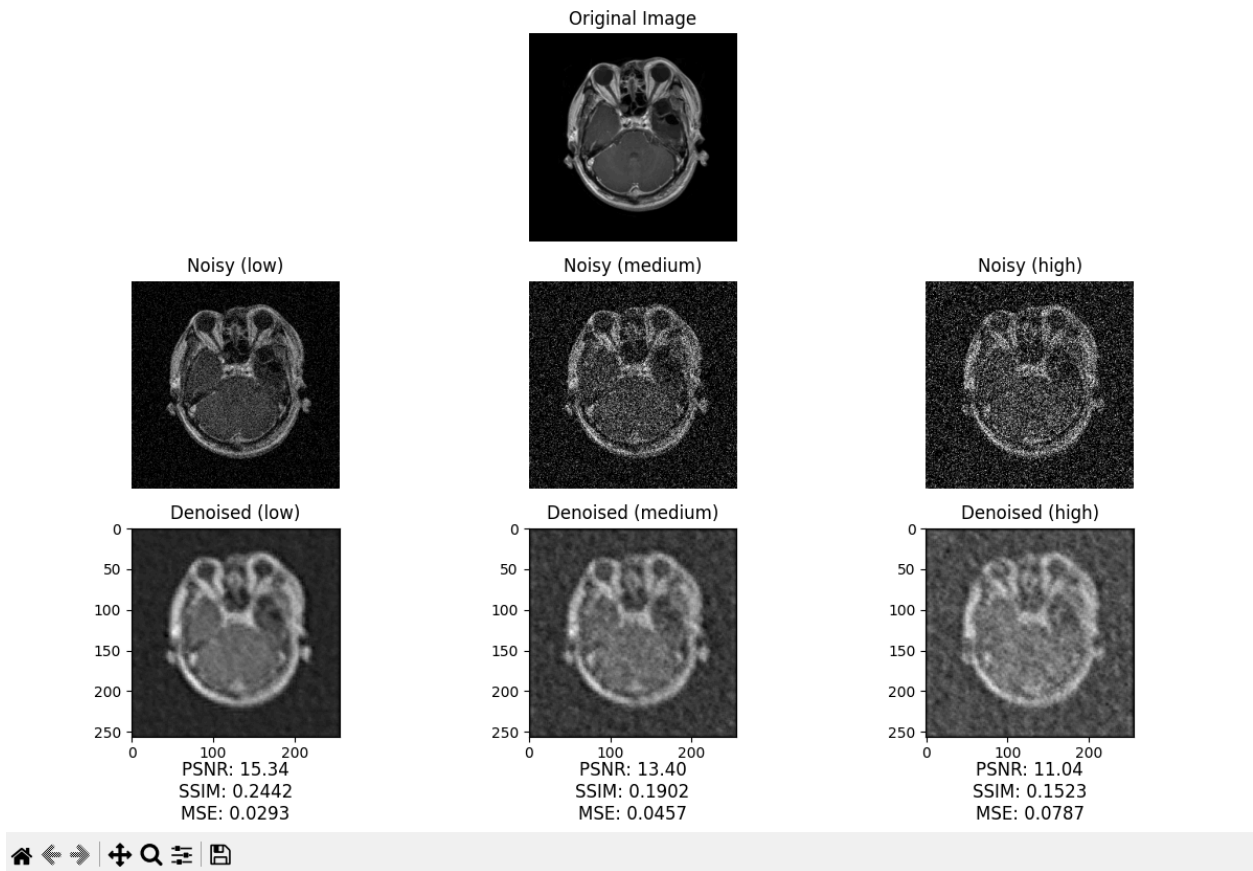 Original Image
Noisy (low)
Noisy (medium)
Noisy (high)
Denoised (low)
0
50
100
150
200
250
0
100
200
PSNR: 15.34
SSIM: 0.2442
MSE: 0.0293
Denoised (medium)
0
50
100
150
200
250
0
100
200
PSNR: 13.40
SSIM: 0.1902
MSE: 0.0457
Denoised (high)
0
50
100
150
200
250
0
100
200
PSNR: 11.04
SSIM: 0.1523
MSE: 0.0787